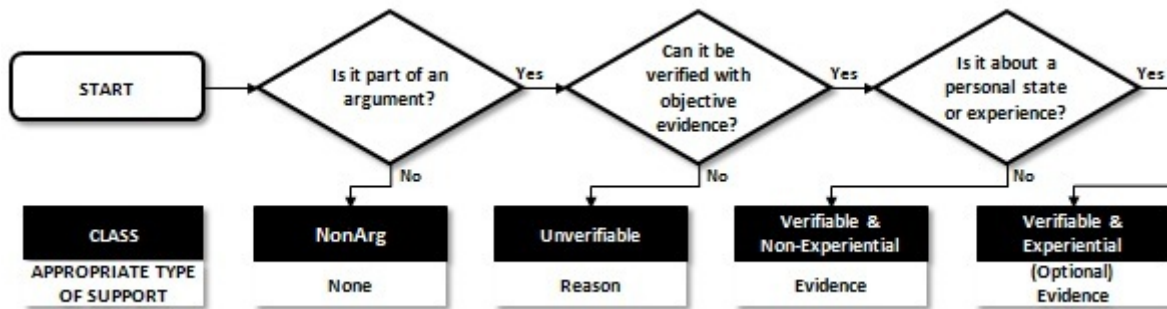 START
Is it part of an
argument?
Yes
No
Can it be
verified with
objective
evidence?
Yes
No
Is it about a
personal state
or experience?
Yes
No
CLASS
NonArg
Unverifiable
Verifiable &
Non-Experiential
Verifiable &
Experiential
APPROPRIATE TYPE
OF SUPPORT
None
Reason
Evidence
(Optional)
Evidence